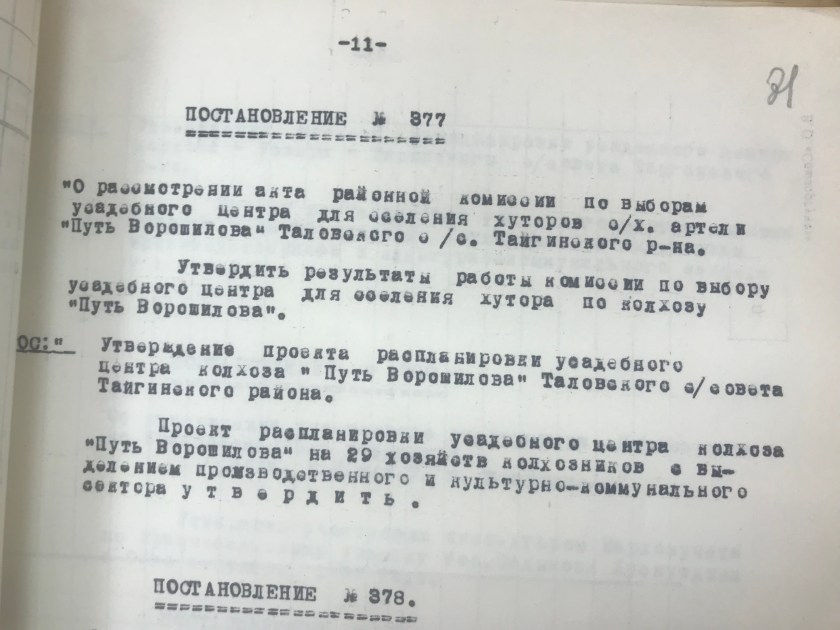 -11-
31
ПОСТАНОВЛЕНИЕ № 377
"О рассмотрении акта районной комиссии по выборам
усадебного центра для сселения хуторов с/х. артели
"Путь Ворошилова" Таловского с/с. Тайгинского р-на.
Утвердить результаты работы комиссии по выбору
усадебного центра для сселения хутора по колхозу
"Путь Ворошилова".
ОС:" Утверждение проекта распланировки усадебного
центра колхоза " Путь Ворошилова" Таловского с/совета
Тайгинского района.
Проект распланировки усадебного центра колхоза
"Путь Ворошилова" на 29 хозяйств колхозников с вы-
делением производственного и культурно-коммунального
сектора у т в е р д и т ь .
ПОСТАНОВЛЕНИЕ № 378.